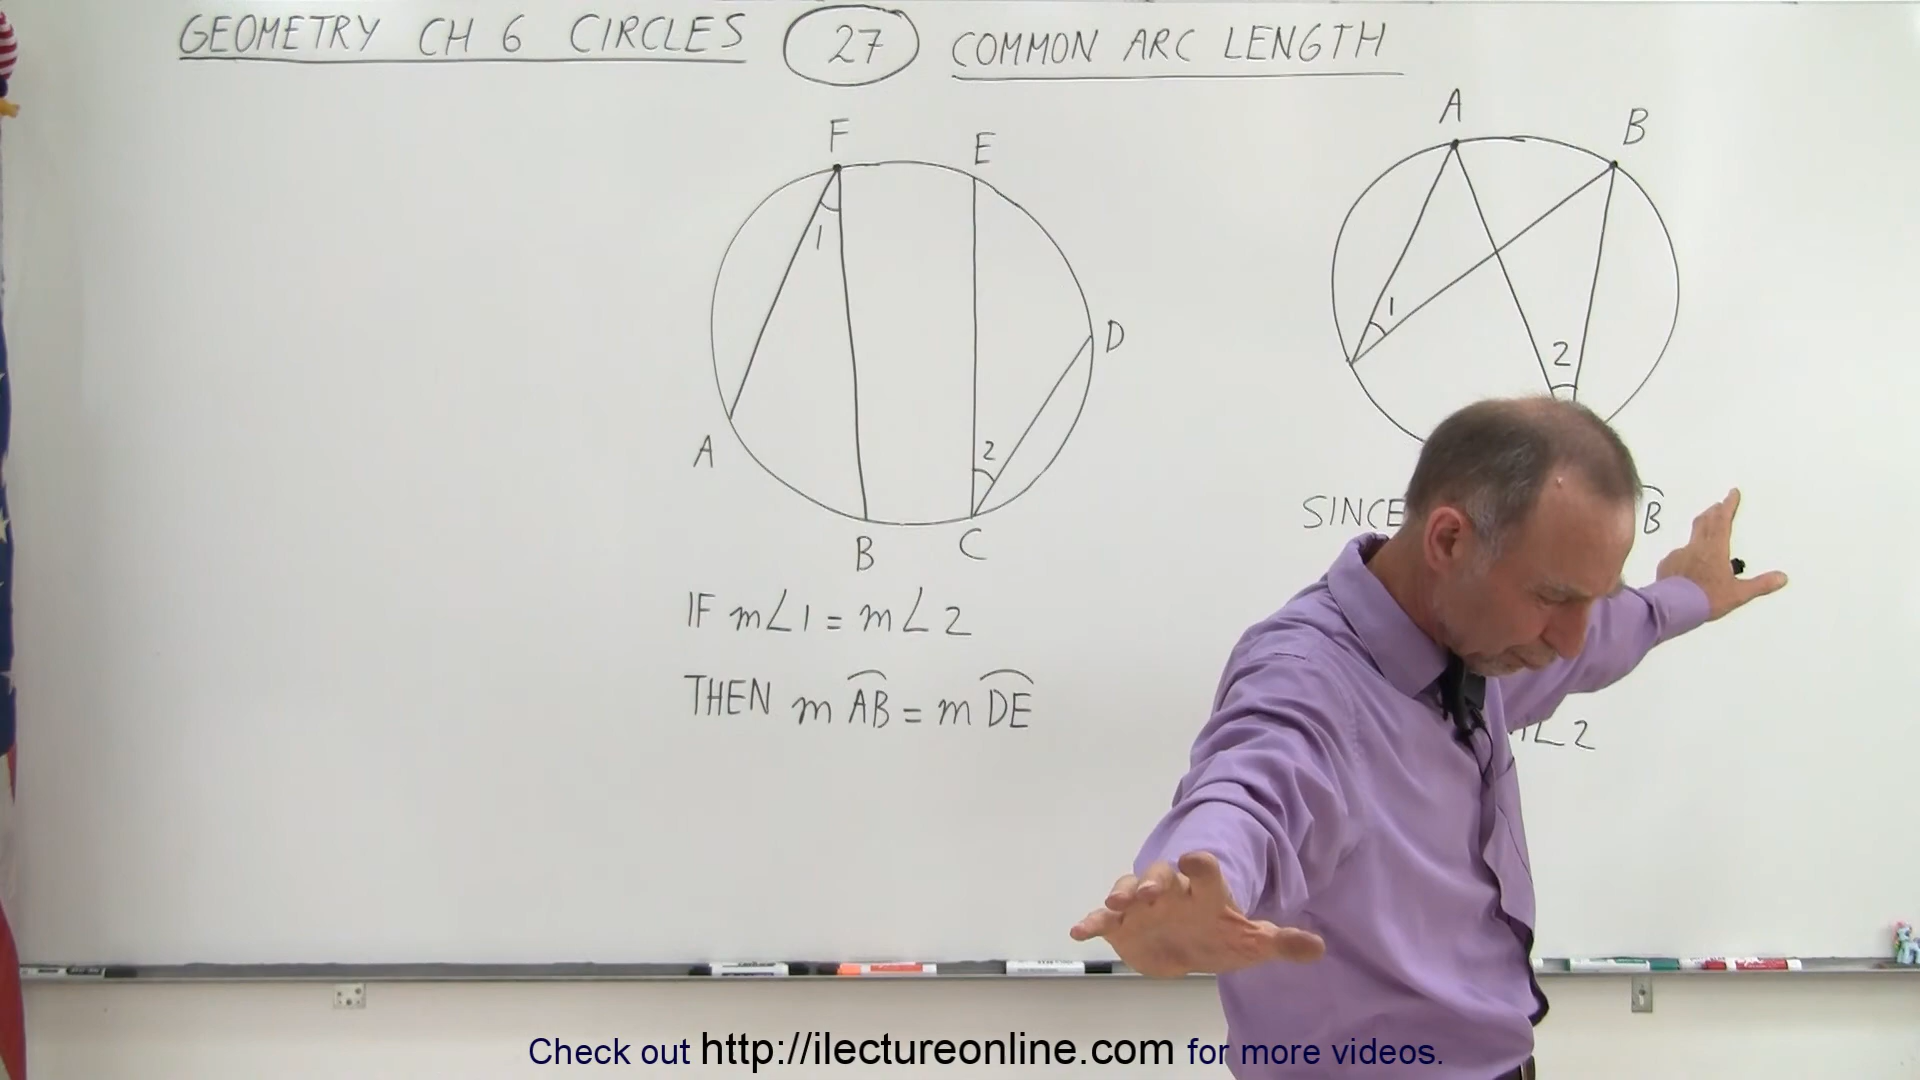 GEOMETRY CH 6 CIRCLES 27 COMMON ARC LENGTH
F
E
1
D
2
A
B
C
IF m∠1 = m∠2
THEN m AB = m DE
A
B
1
2
SINCE B
∠2
Check out http://ilectureonline.com for more videos.